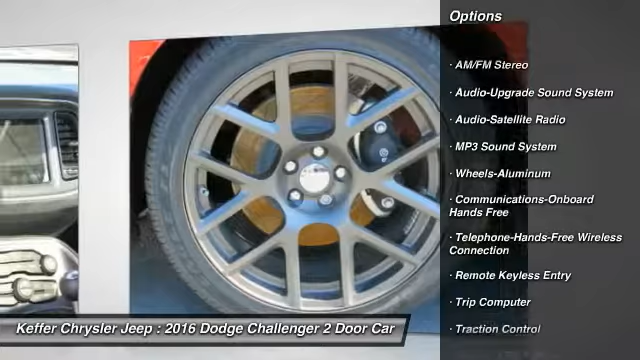 Options
· AM/FM Stereo
· Audio-Upgrade Sound System
· Audio-Satellite Radio
· MP3 Sound System
· Wheels-Aluminum
· Communications-Onboard
Hands Free
· Telephone-Hands-Free Wireless
Connection
· Remote Keyless Entry
· Trip Computer
· Traction Control
Keffer Chrysler Jeep : 2016 Dodge Challenger 2 Door Car